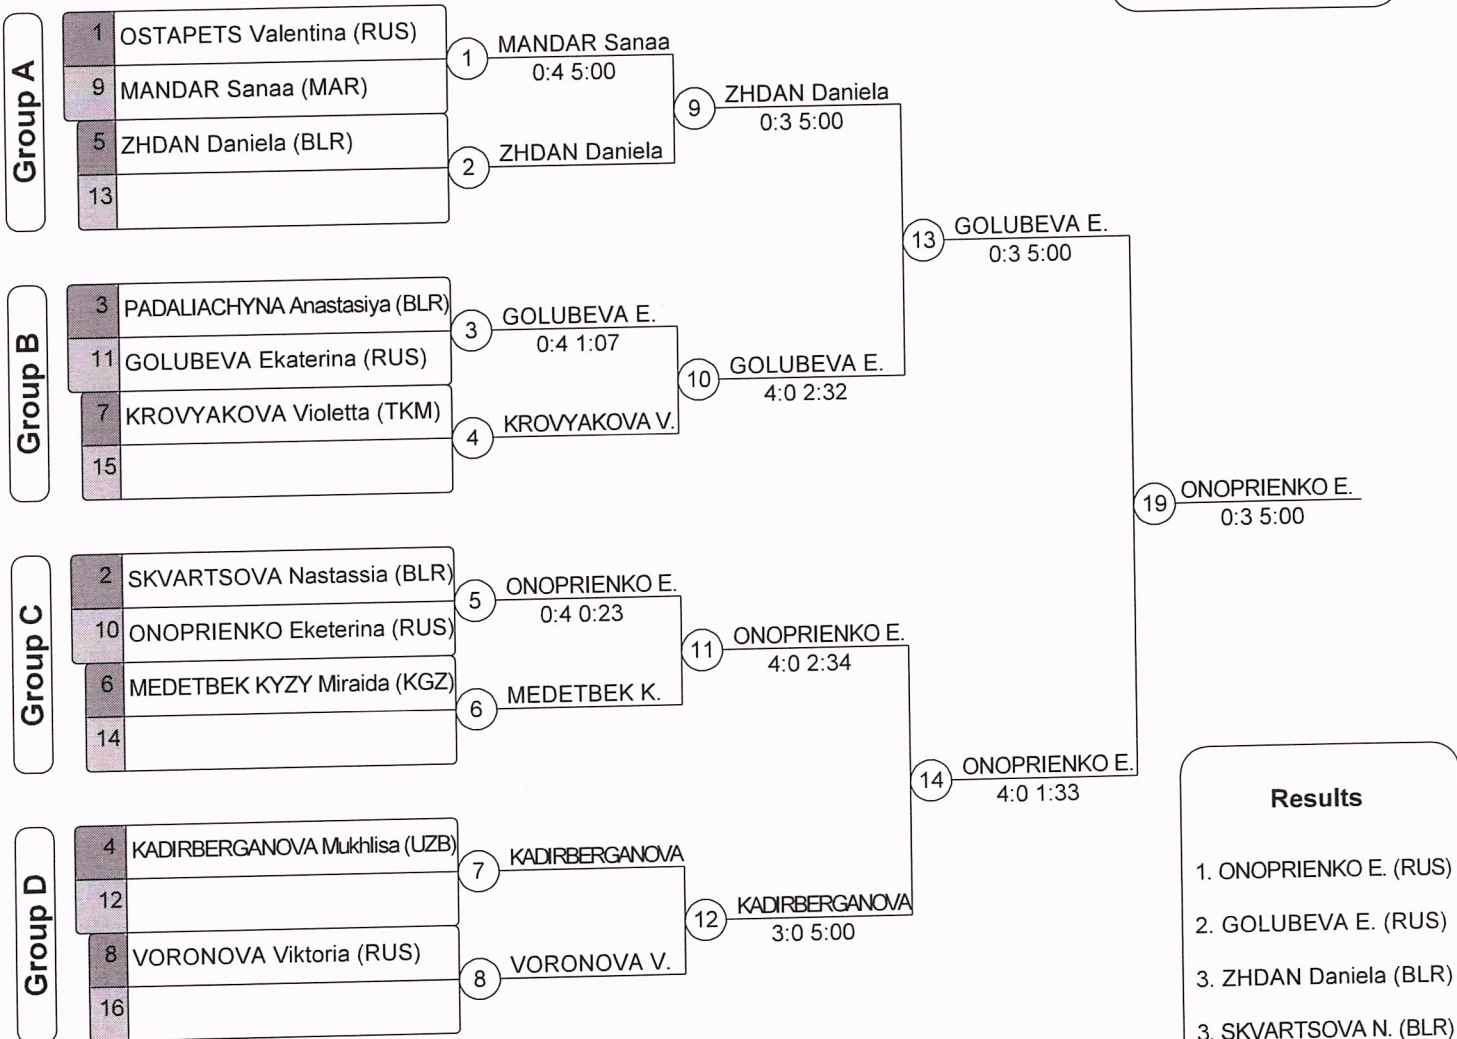 Group A
1 OSTAPETS Valentina (RUS)
9 MANDAR Sanaa (MAR)
5 ZHDAN Daniela (BLR)
13
1 MANDAR Sanaa
0:4 5:00
2 ZHDAN Daniela
9 ZHDAN Daniela
0:3 5:00
Group B
3 PADALIACHYNA Anastasiya (BLR)
11 GOLUBEVA Ekaterina (RUS)
7 KROVYAKOVA Violetta (TKM)
15
3 GOLUBEVA E.
0:4 1:07
4 KROVYAKOVA V.
10 GOLUBEVA E.
4:0 2:32
13 GOLUBEVA E.
0:3 5:00
Group C
2 SKVARTSOVA Nastassia (BLR)
10 ONOPRIENKO Eketerina (RUS)
6 MEDETBEK KYZY Miraida (KGZ)
14
5 ONOPRIENKO E.
0:4 0:23
6 MEDETBEK K.
11 ONOPRIENKO E.
4:0 2:34
Group D
4 KADIRBERGANOVA Mukhlisa (UZB)
12
8 VORONOVA Viktoria (RUS)
16
7 KADIRBERGANOVA
8 VORONOVA V.
12 KADIRBERGANOVA
3:0 5:00
14 ONOPRIENKO E.
4:0 1:33
19 ONOPRIENKO E.
0:3 5:00
Results
1. ONOPRIENKO E. (RUS)
2. GOLUBEVA E. (RUS)
3. ZHDAN Daniela (BLR)
3. SKVARTSOVA N. (BLR)